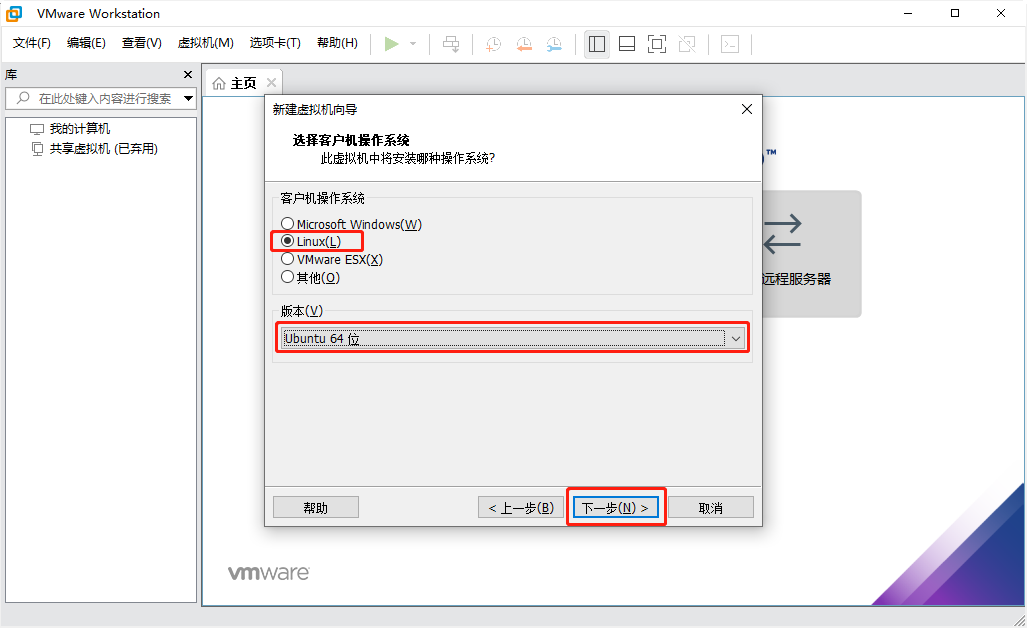 VMware Workstation
文件(F) 编辑(E) 查看(V) 虚拟机(M) 选项卡(T) 帮助(H)
库
在此处键入内容进行搜索
我的计算机
共享虚拟机 (已弃用)
主页
™
远程服务器
新建虚拟机向导
选择客户机操作系统
此虚拟机中将安装哪种操作系统?
客户机操作系统
Microsoft Windows(W)
Linux(L)
VMware ESX(X)
其他(O)
版本(V)
Ubuntu 64 位
帮助
< 上一步(B)
下一步(N) >
取消
vmware